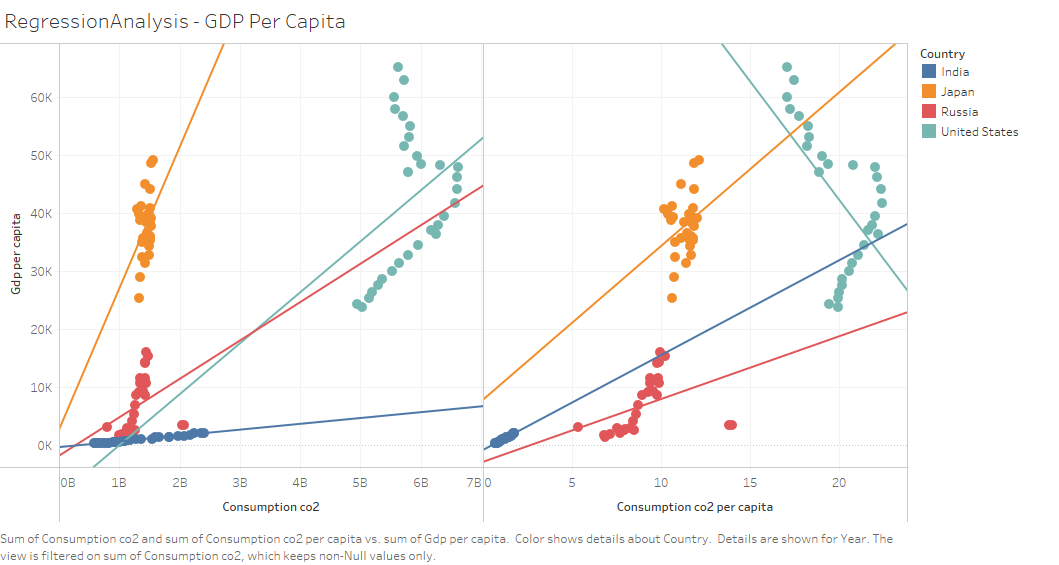 RegressionAnalysis - GDP Per Capita
Country
India
Japan
Russia
United States
60K
50K
40K
30K
20K
10K
0K
Gdp per capita
0B 1B 2B 3B 4B 5B 6B 7B 0 5 10 15 20
Consumption co2 Consumption co2 per capita
Sum of Consumption co2 and sum of Consumption co2 per capita vs. sum of Gdp per capita. Color shows details about Country. Details are shown for Year. The
view is filtered on sum of Consumption co2, which keeps non-Null values only.